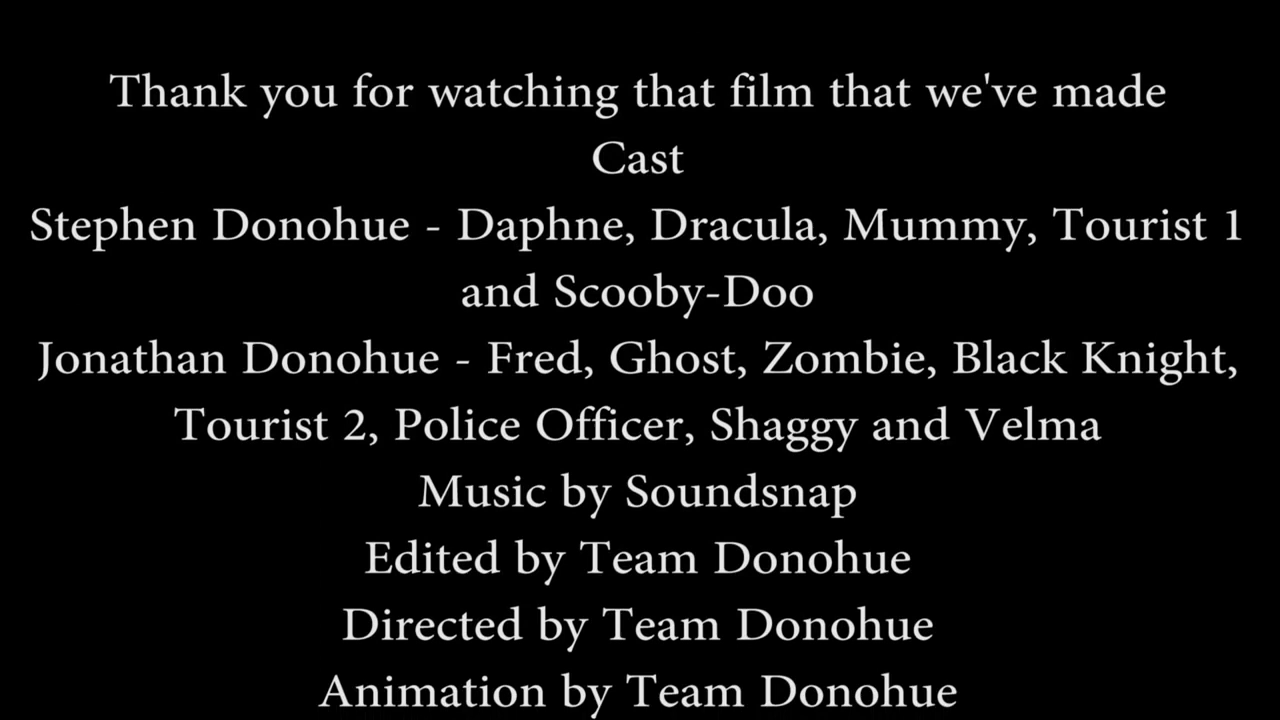 Thank you for watching that film that we've made
Cast
Stephen Donohue - Daphne, Dracula, Mummy, Tourist 1
and Scooby-Doo
Jonathan Donohue - Fred, Ghost, Zombie, Black Knight,
Tourist 2, Police Officer, Shaggy and Velma
Music by Soundsnap
Edited by Team Donohue
Directed by Team Donohue
Animation by Team Donohue